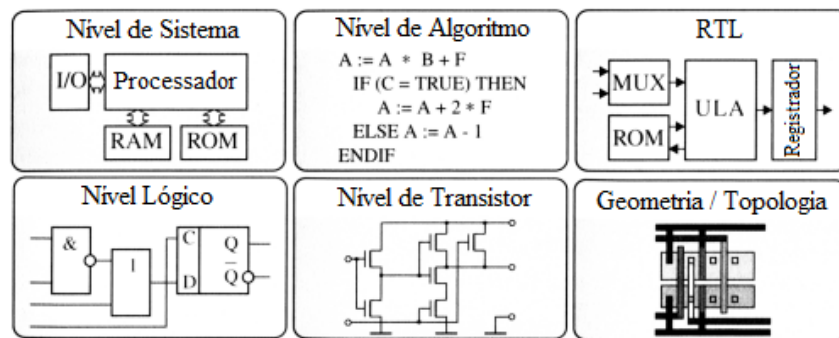 Nível de Sistema
I/O
Processador
RAM
ROM
Nível de Algoritmo
A := A * B + F
IF (C = TRUE) THEN
A := A + 2 * F
ELSE A := A - 1
ENDIF
RTL
MUX
ROM
ULA
Registrador
Nível Lógico
&
1
C
D
Q
Q̅
Nível de Transistor
Geometria / Topologia